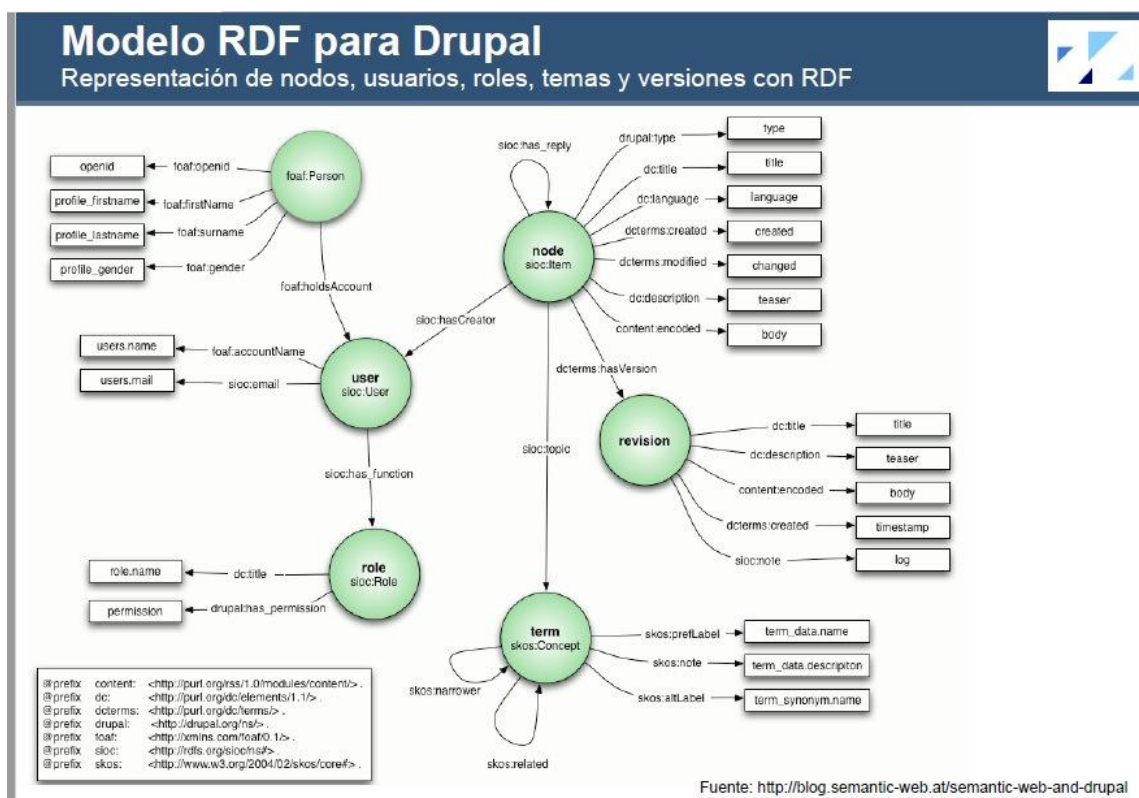 Modelo RDF para Drupal
Representación de nodos, usuarios, roles, temas y versiones con RDF
foaf:Person
openid
foaf:openid
profile_firstname
foaf:firstName
profile_lastname
foaf:surname
profile_gender
foaf:gender
foaf:holdsAccount
sioc:has_reply
node
sioc:Item
drupal:type
type
dc:title
title
dc:language
language
dcterms:created
created
dcterms:modified
changed
dc:description
teaser
content:encoded
body
sioc:hasCreator
dcterms:hasVersion
sioc:topic
users.name
foaf:accountName
users.mail
sioc:email
user
sioc:User
sioc:has_function
revision
dc:title
title
dc:description
teaser
content:encoded
body
dcterms:created
timestamp
sioc:note
log
role.name
dc:title
permission
drupal:has_permission
role
sioc:Role
term
skos:Concept
skos:prefLabel
term_data.name
skos:note
term_data.descripiton
skos:altLabel
term_synonym.name
skos:narrower
skos:related
@prefix content: <http://purl.org/rss/1.0/modules/content/> .
@prefix dc: <http://purl.org/dc/elements/1.1/> .
@prefix dcterms: <http://purl.org/dc/terms/> .
@prefix drupal: <http://drupal.org/ns/> .
@prefix foaf: <http://xmlns.com/foaf/0.1/> .
@prefix sioc: <http://rdfs.org/sioc/ns#> .
@prefix skos: <http://www.w3.org/2004/02/skos/core#> .
Fuente: http://blog.semantic-web.at/semantic-web-and-drupal